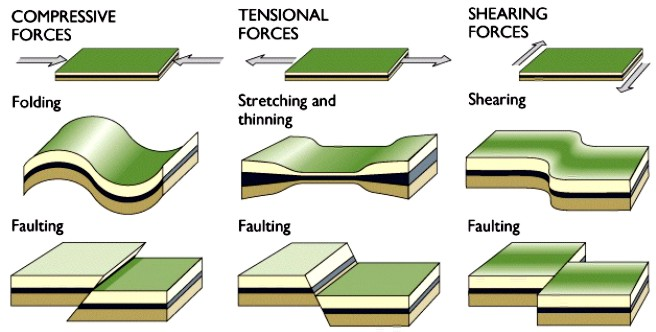 COMPRESSIVE
FORCES
TENSIONAL
FORCES
SHEARING
FORCES
Folding
Stretching and
thinning
Shearing
Faulting
Faulting
Faulting